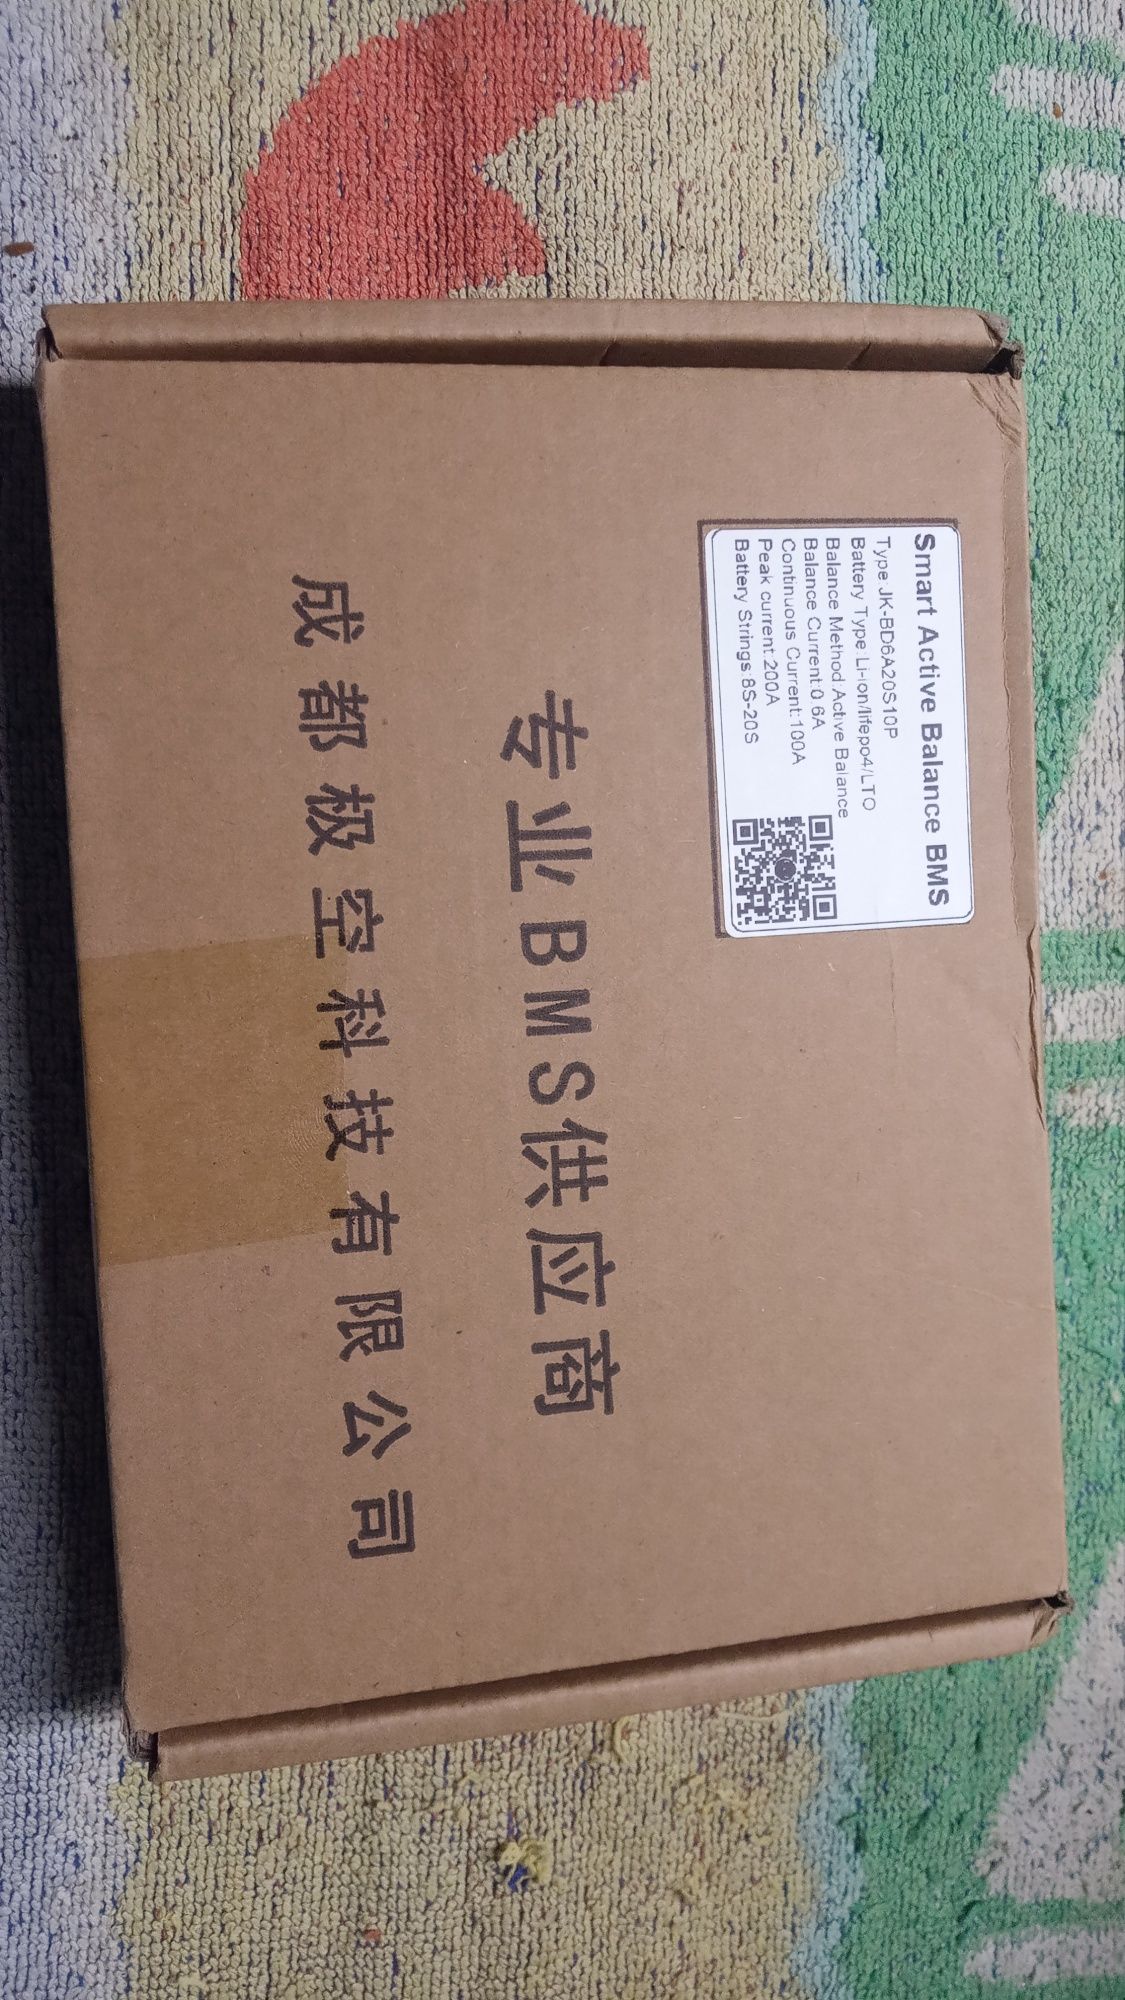 Smart Active Balance BMS
Type:JK-BD6A20S10P
Battery Type:Li-ion/lifepo4/LTO
Balance Method:Active Balance
Balance Current:0.6A
Continuous Current:100A
Peak current:200A
Battery Strings:8S-20S
专业BMS供应商
成都极空科技有限公司